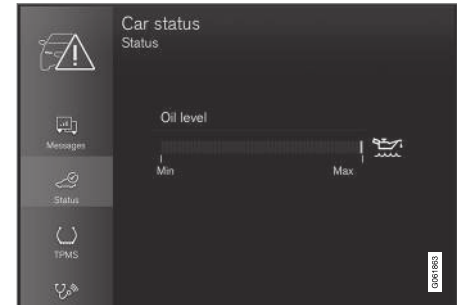 Car status
Status
Messages
Status
TPMS
Oil level
Min Max
G061863